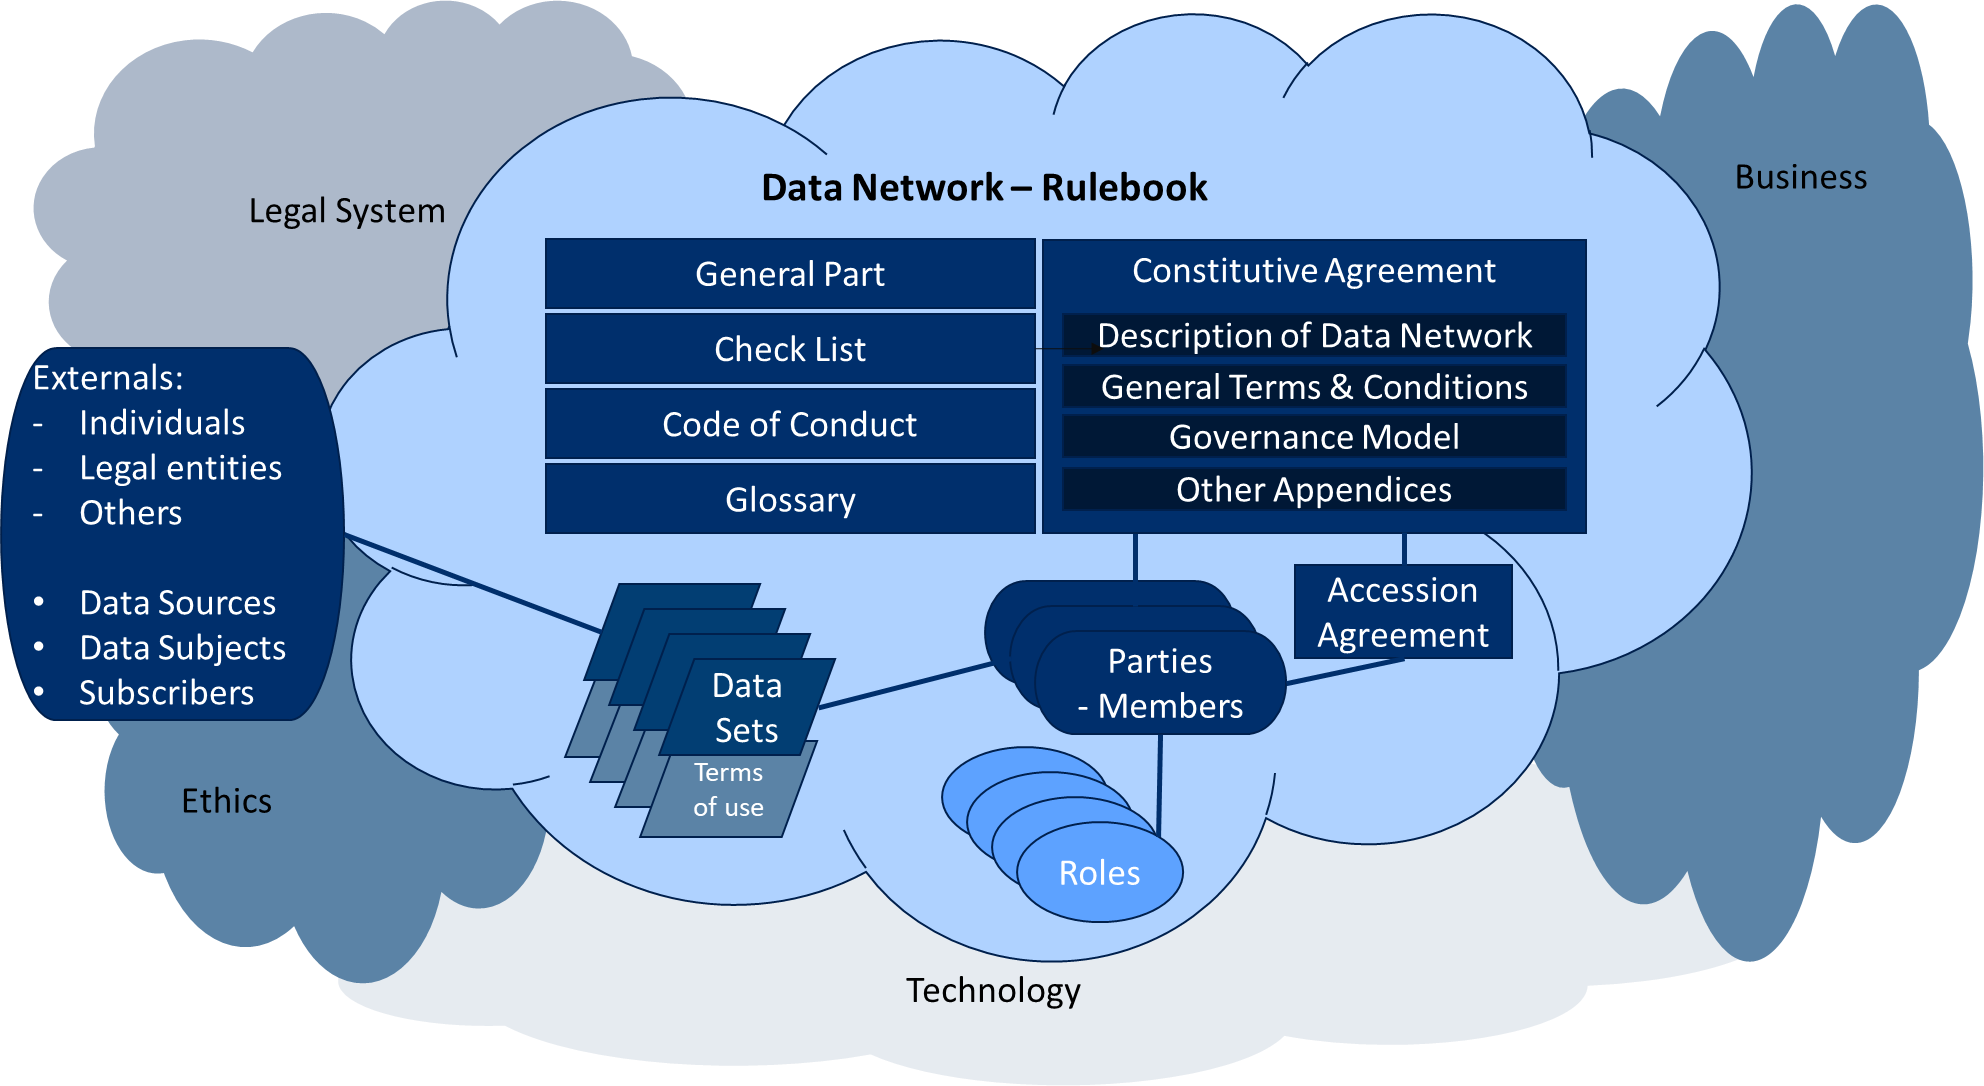 Data Network – Rulebook
Legal System
Business
General Part
Check List
Code of Conduct
Glossary
Constitutive Agreement
Description of Data Network
General Terms & Conditions
Governance Model
Other Appendices
Externals:
- Individuals
- Legal entities
- Others
• Data Sources
• Data Subjects
• Subscribers
Accession
Agreement
Parties
- Members
Data
Sets
Terms
of use
Roles
Ethics
Technology